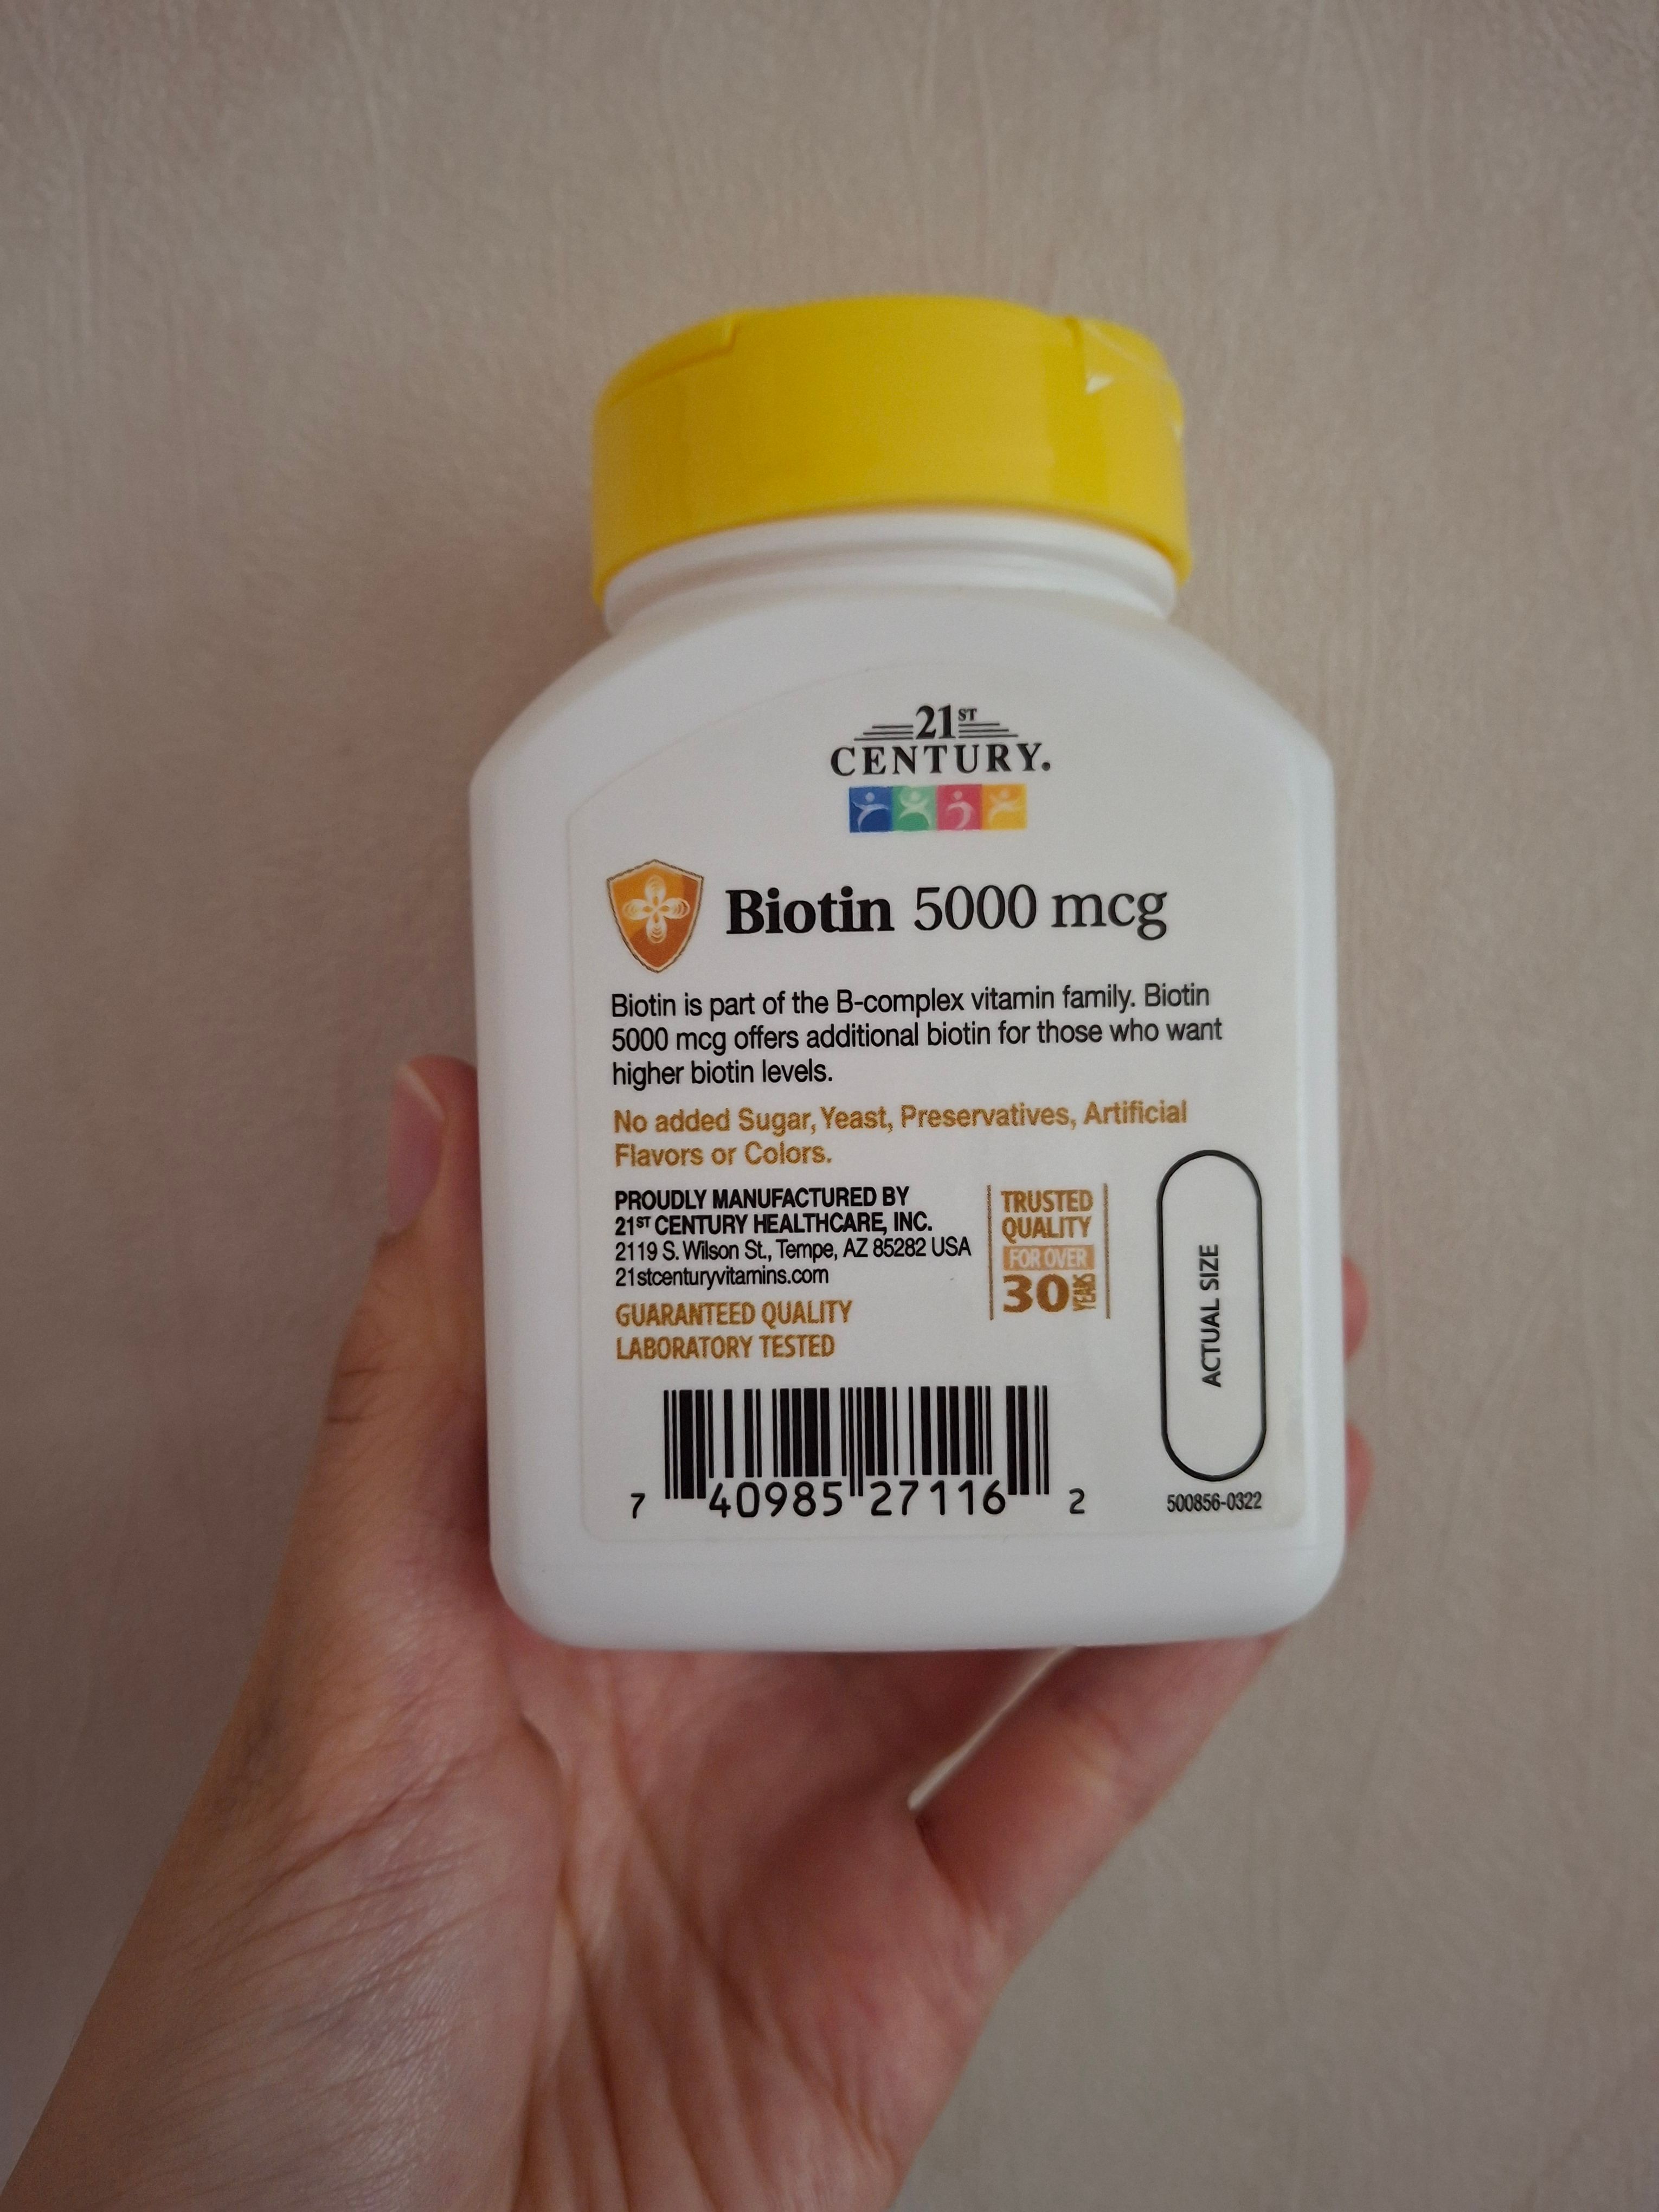 21ST
CENTURY.
Biotin 5000 mcg
Biotin is part of the B-complex vitamin family. Biotin
5000 mcg offers additional biotin for those who want
higher biotin levels.
No added Sugar, Yeast, Preservatives, Artificial
Flavors or Colors.
PROUDLY MANUFACTURED BY
21ST CENTURY HEALTHCARE, INC.
2119 S. Wilson St., Tempe, AZ 85282 USA
21stcenturyvitamins.com
GUARANTEED QUALITY
LABORATORY TESTED
TRUSTED
QUALITY
FOR OVER
30 YEARS
ACTUAL SIZE
7 40985 27116 2
500856-0322